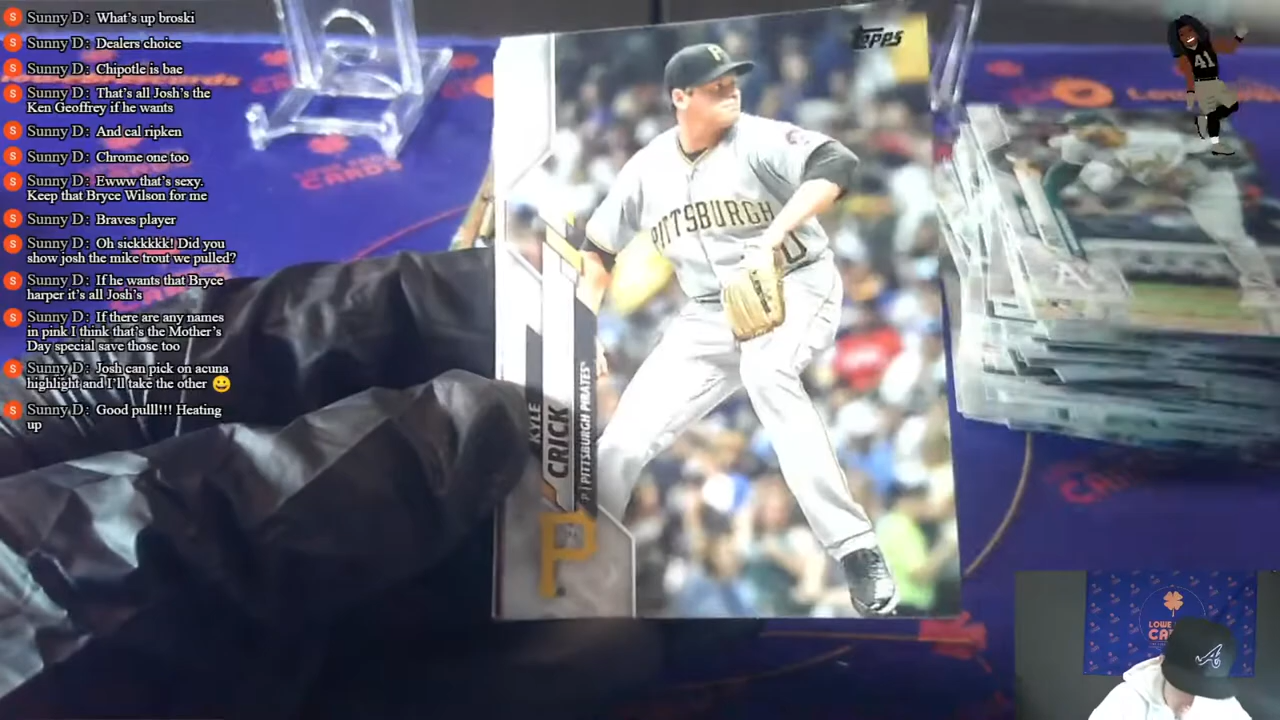 S Sunny D: What's up broski
S Sunny D: Dealers choice
S Sunny D: Chipotle is bae
S Sunny D: That's all Josh's the
Ken Geoffrey if he wants
S Sunny D: And cal ripken
S Sunny D: Chrome one too
S Sunny D: Ewww that's sexy.
Keep that Bryce Wilson for me
S Sunny D: Braves player
S Sunny D: Oh sickkkkk! Did you
show josh the mike trout we pulled?
S Sunny D: If he wants that Bryce
harper it's all Josh's
S Sunny D: If there are any names
in pink I think that's the Mother's
Day special save those too
S Sunny D: Josh can pick on acuna
highlight and I'll take the other 😀
S Sunny D: Good pulll!!! Heating
up
TOPPS
P
PITTSBURGH
KYLE
CRICK
P | PITTSBURGH PIRATES
P
41
CARDS
LOWE
CA
A